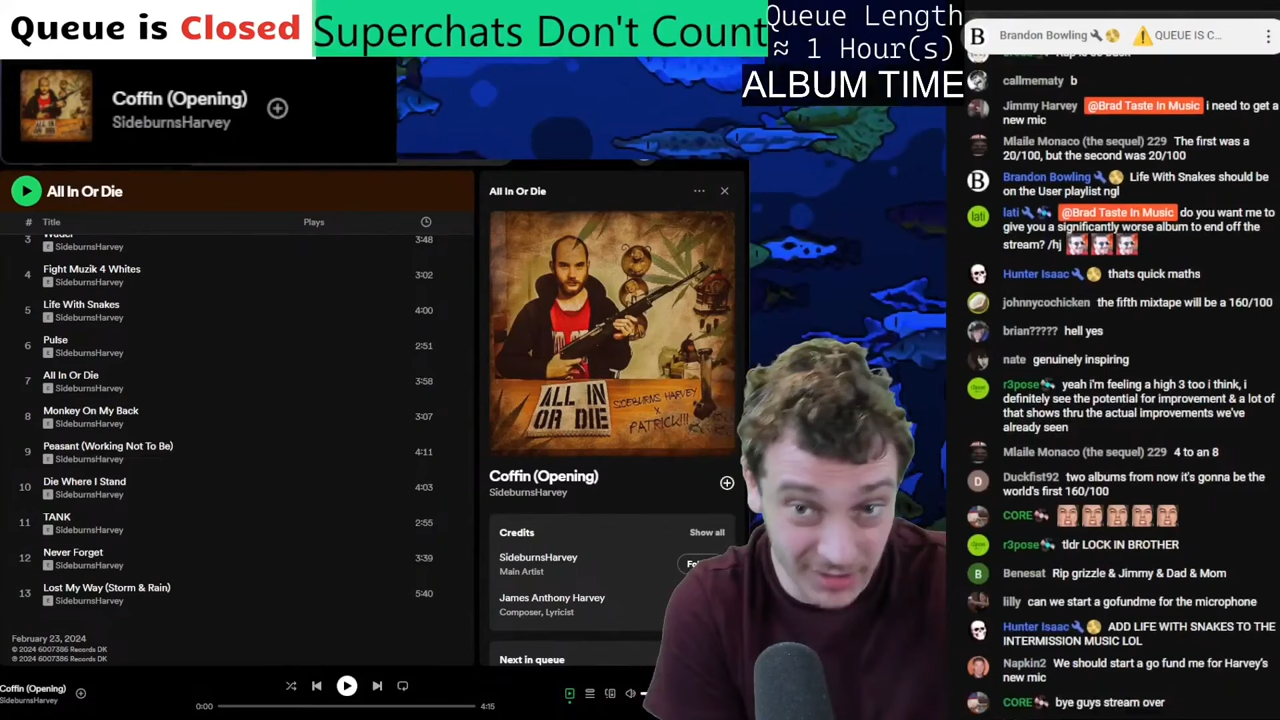 Queue is Closed
Superchats Don't Count
Queue Length
≈ 1 Hour(s)
ALBUM TIME
Coffin (Opening)
SideburnsHarvey
All In Or Die
# Title Plays
3 Wader 3:48
E SideburnsHarvey
4 Fight Muzik 4 Whites 3:02
E SideburnsHarvey
5 Life With Snakes 4:00
E SideburnsHarvey
6 Pulse 2:51
E SideburnsHarvey
7 All In Or Die 3:58
E SideburnsHarvey
8 Monkey On My Back 3:07
E SideburnsHarvey
9 Peasant (Working Not To Be) 4:11
E SideburnsHarvey
10 Die Where I Stand 4:03
E SideburnsHarvey
11 TANK 2:55
E SideburnsHarvey
12 Never Forget 3:39
E SideburnsHarvey
13 Lost My Way (Storm & Rain) 5:40
E SideburnsHarvey
February 23, 2024
© 2024 6007386 Records DK
℗ 2024 6007386 Records DK
All In Or Die
ALL IN
OR DIE
SIDEBURNS HARVEY
X
PATRICK!!!
Coffin (Opening)
SideburnsHarvey
Credits Show all
SideburnsHarvey
Main Artist
James Anthony Harvey
Composer, Lyricist
Next in queue
Coffin (Opening)
SideburnsHarvey
0:00 4:15
B Brandon Bowling QUEUE IS C...
callmematy b
Jimmy Harvey @Brad Taste In Music i need to get a
new mic
Mlaile Monaco (the sequel) 229 The first was a
20/100, but the second was 20/100
B Brandon Bowling Life With Snakes should be
on the User playlist ngl
lati lati @Brad Taste In Music do you want me to
give you a significantly worse album to end off the
stream? /hj
Hunter Isaac thats quick maths
johnnycochicken the fifth mixtape will be a 160/100
brian????? hell yes
nate genuinely inspiring
r3pose yeah i'm feeling a high 3 too i think, i
definitely see the potential for improvement & a lot of
that shows thru the actual improvements we've
already seen
Mlaile Monaco (the sequel) 229 4 to an 8
D Duckfist92 two albums from now it's gonna be the
world's first 160/100
CORE
r3pose tldr LOCK IN BROTHER
B Benesat Rip grizzle & Jimmy & Dad & Mom
lilly can we start a gofundme for the microphone
Hunter Isaac ADD LIFE WITH SNAKES TO THE
INTERMISSION MUSIC LOL
Napkin2 We should start a go fund me for Harvey's
new mic
CORE bye guys stream over